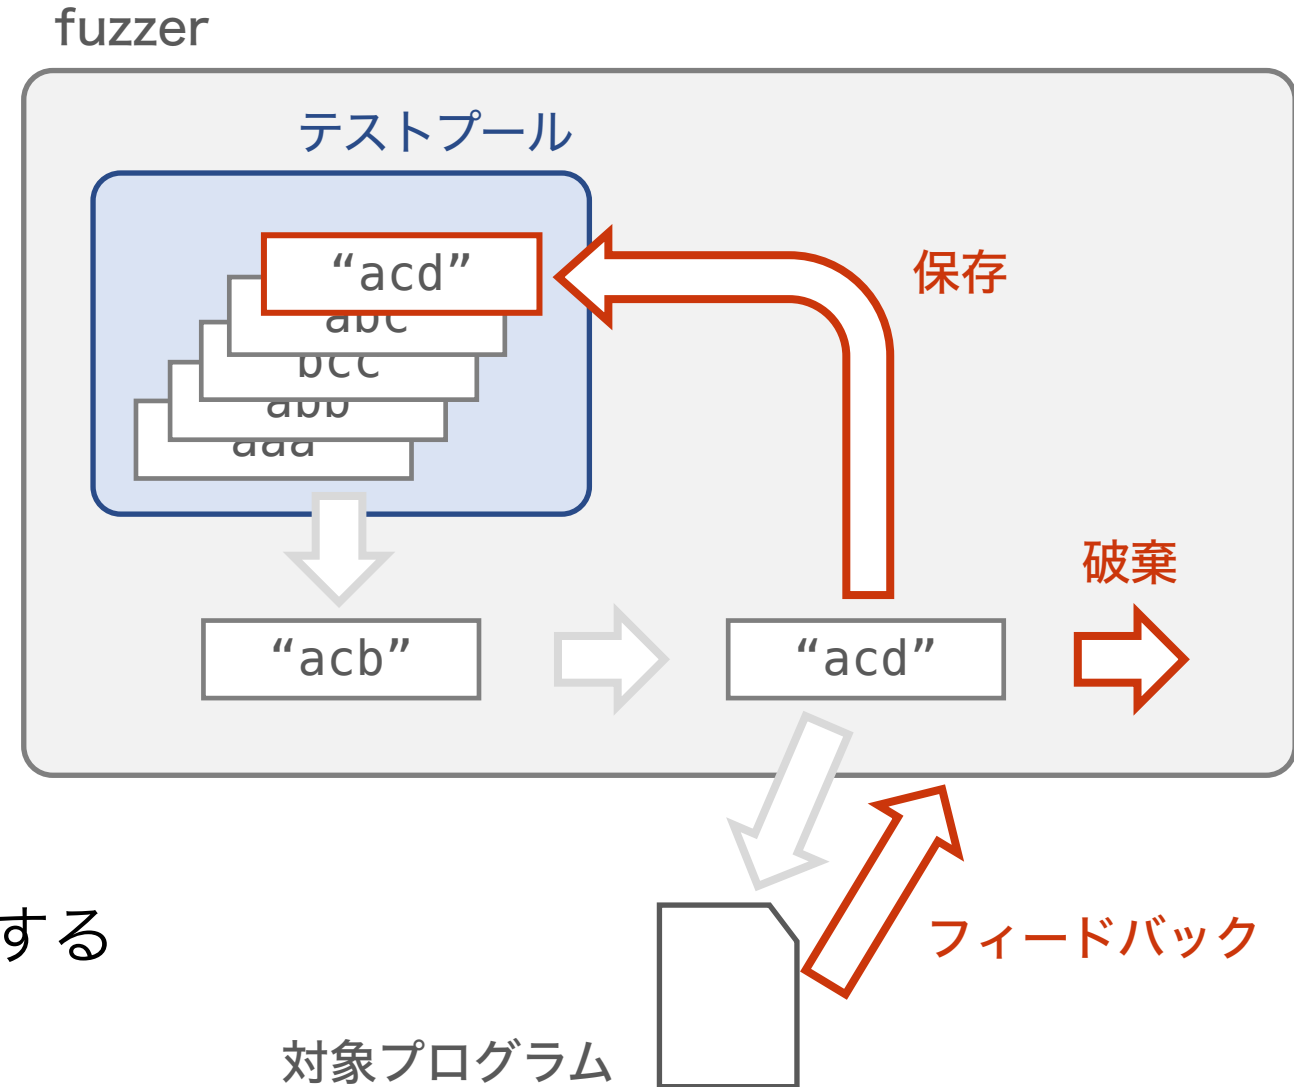 fuzzer
テストプール
“acd”
保存
abc
bcc
abb
aaa
破棄
“acb”
“acd”
する
フィードバック
対象プログラム